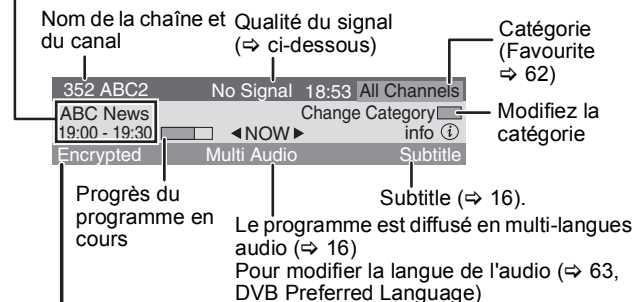 Nom de la chaîne et
du canal
Qualité du signal
(⇨ ci-dessous)
Catégorie
(Favourite
⇨ 62)
352 ABC2 No Signal 18:53 All Channels
ABC News Change Category
19:00 - 19:30 ◄NOW► info i
Encrypted Multi Audio Subtitle
Modifiez la
catégorie
Progrès du
programme en
cours
Subtitle (⇨ 16).
Le programme est diffusé en multi-langues
audio (⇨ 16)
Pour modifier la langue de l'audio (⇨ 63,
DVB Preferred Language)